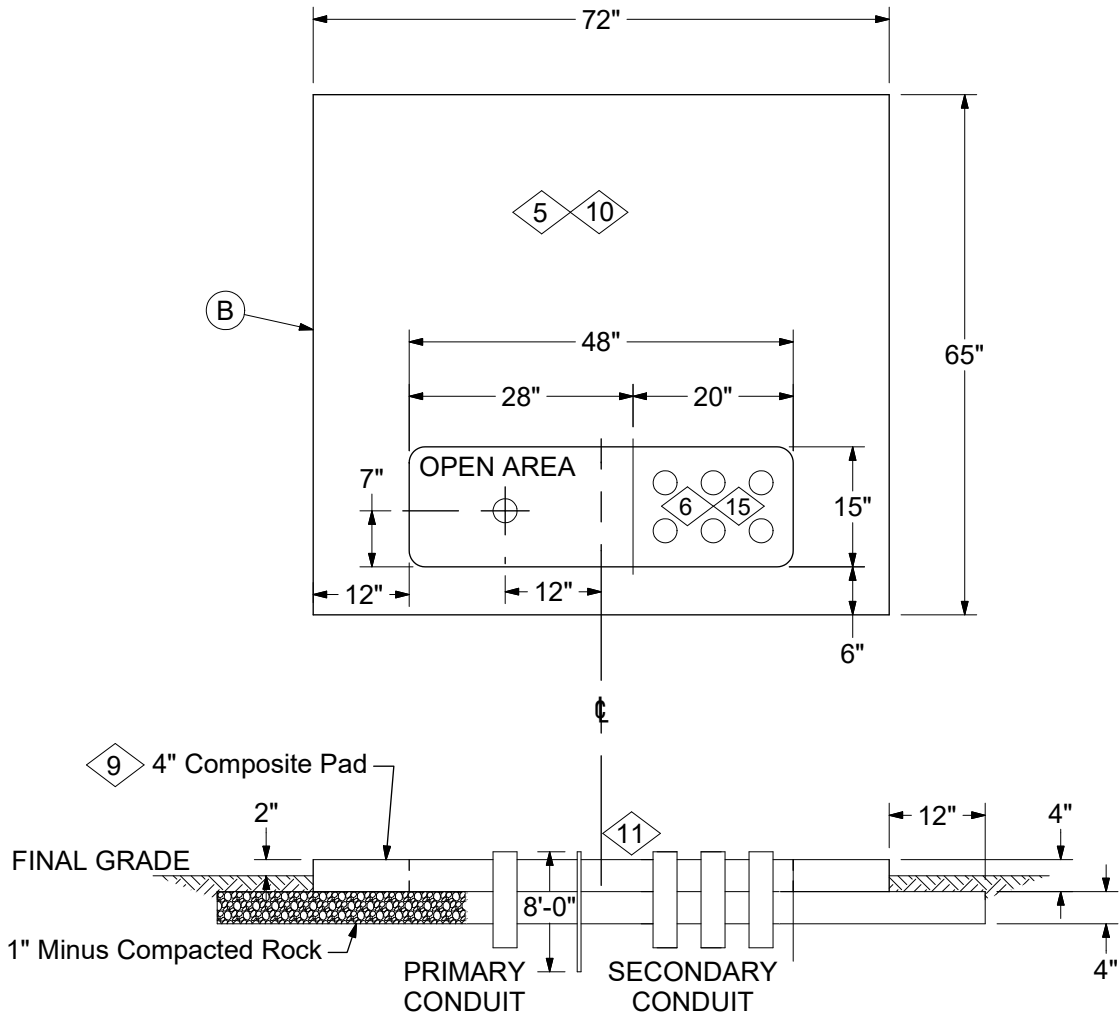 72"
5 10
B
48"
65"
28" 20"
OPEN AREA
7"
6 15
15"
12" 12"
6"
℄
9 4" Composite Pad
11
2" 12" 4"
FINAL GRADE
8'-0"
1" Minus Compacted Rock
4"
PRIMARY
CONDUIT
SECONDARY
CONDUIT